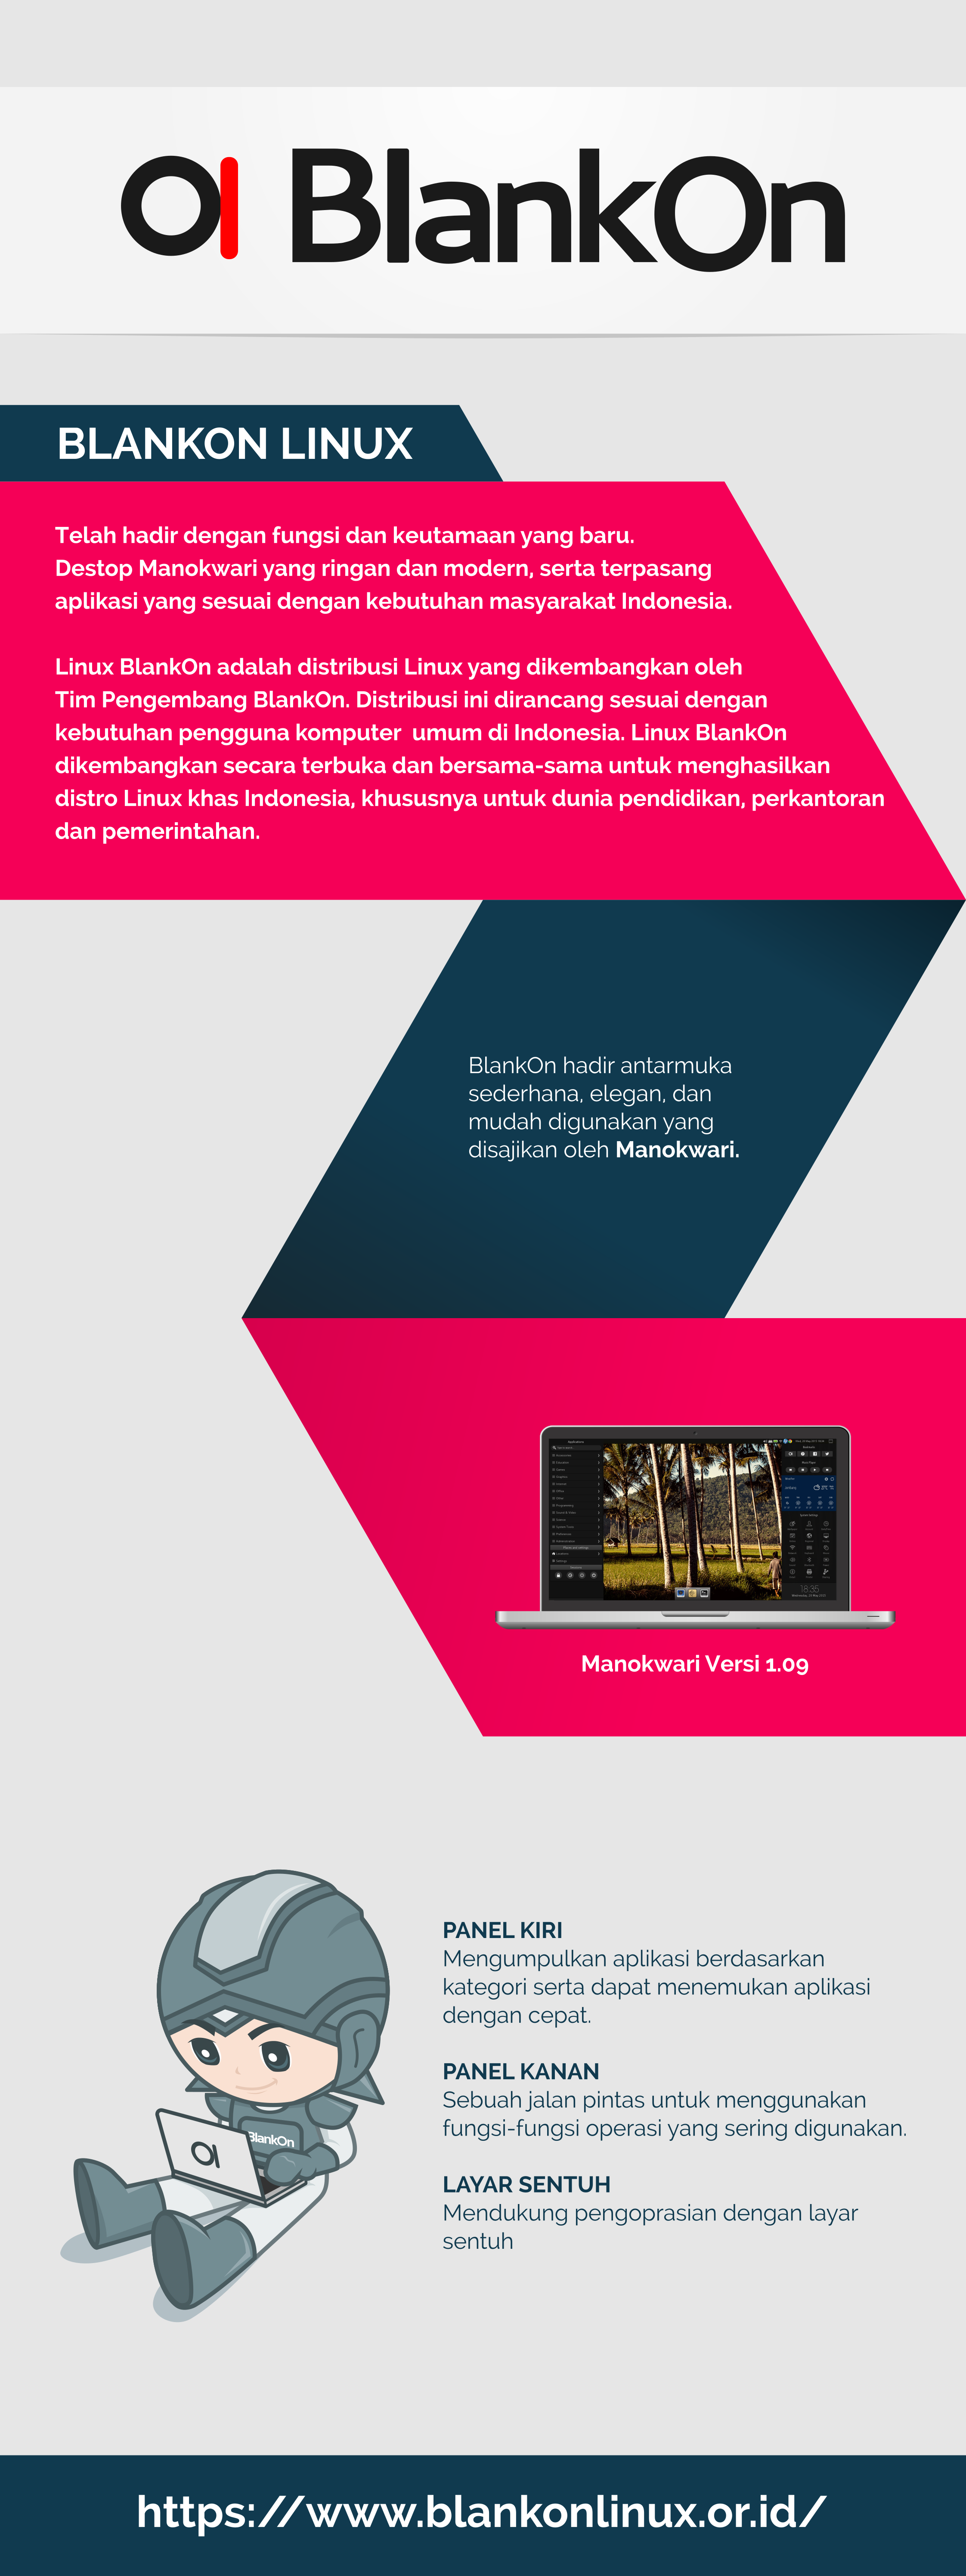 BlankOn
BLANKON LINUX
Telah hadir dengan fungsi dan keutamaan yang baru.
Destop Manokwari yang ringan dan modern, serta terpasang
aplikasi yang sesuai dengan kebutuhan masyarakat Indonesia.
Linux BlankOn adalah distribusi Linux yang dikembangkan oleh
Tim Pengembang BlankOn. Distribusi ini dirancang sesuai dengan
kebutuhan pengguna komputer umum di Indonesia. Linux BlankOn
dikembangkan secara terbuka dan bersama-sama untuk menghasilkan
distro Linux khas Indonesia, khususnya untuk dunia pendidikan, perkantoran
dan pemerintahan.
BlankOn hadir antarmuka
sederhana, elegan, dan
mudah digunakan yang
disajikan oleh Manokwari.
18:35
Manokwari Versi 1.09
BlankOn
PANEL KIRI
Mengumpulkan aplikasi berdasarkan
kategori serta dapat menemukan aplikasi
dengan cepat.
PANEL KANAN
Sebuah jalan pintas untuk menggunakan
fungsi-fungsi operasi yang sering digunakan.
LAYAR SENTUH
Mendukung pengoprasian dengan layar
sentuh
https://www.blankonlinux.or.id/